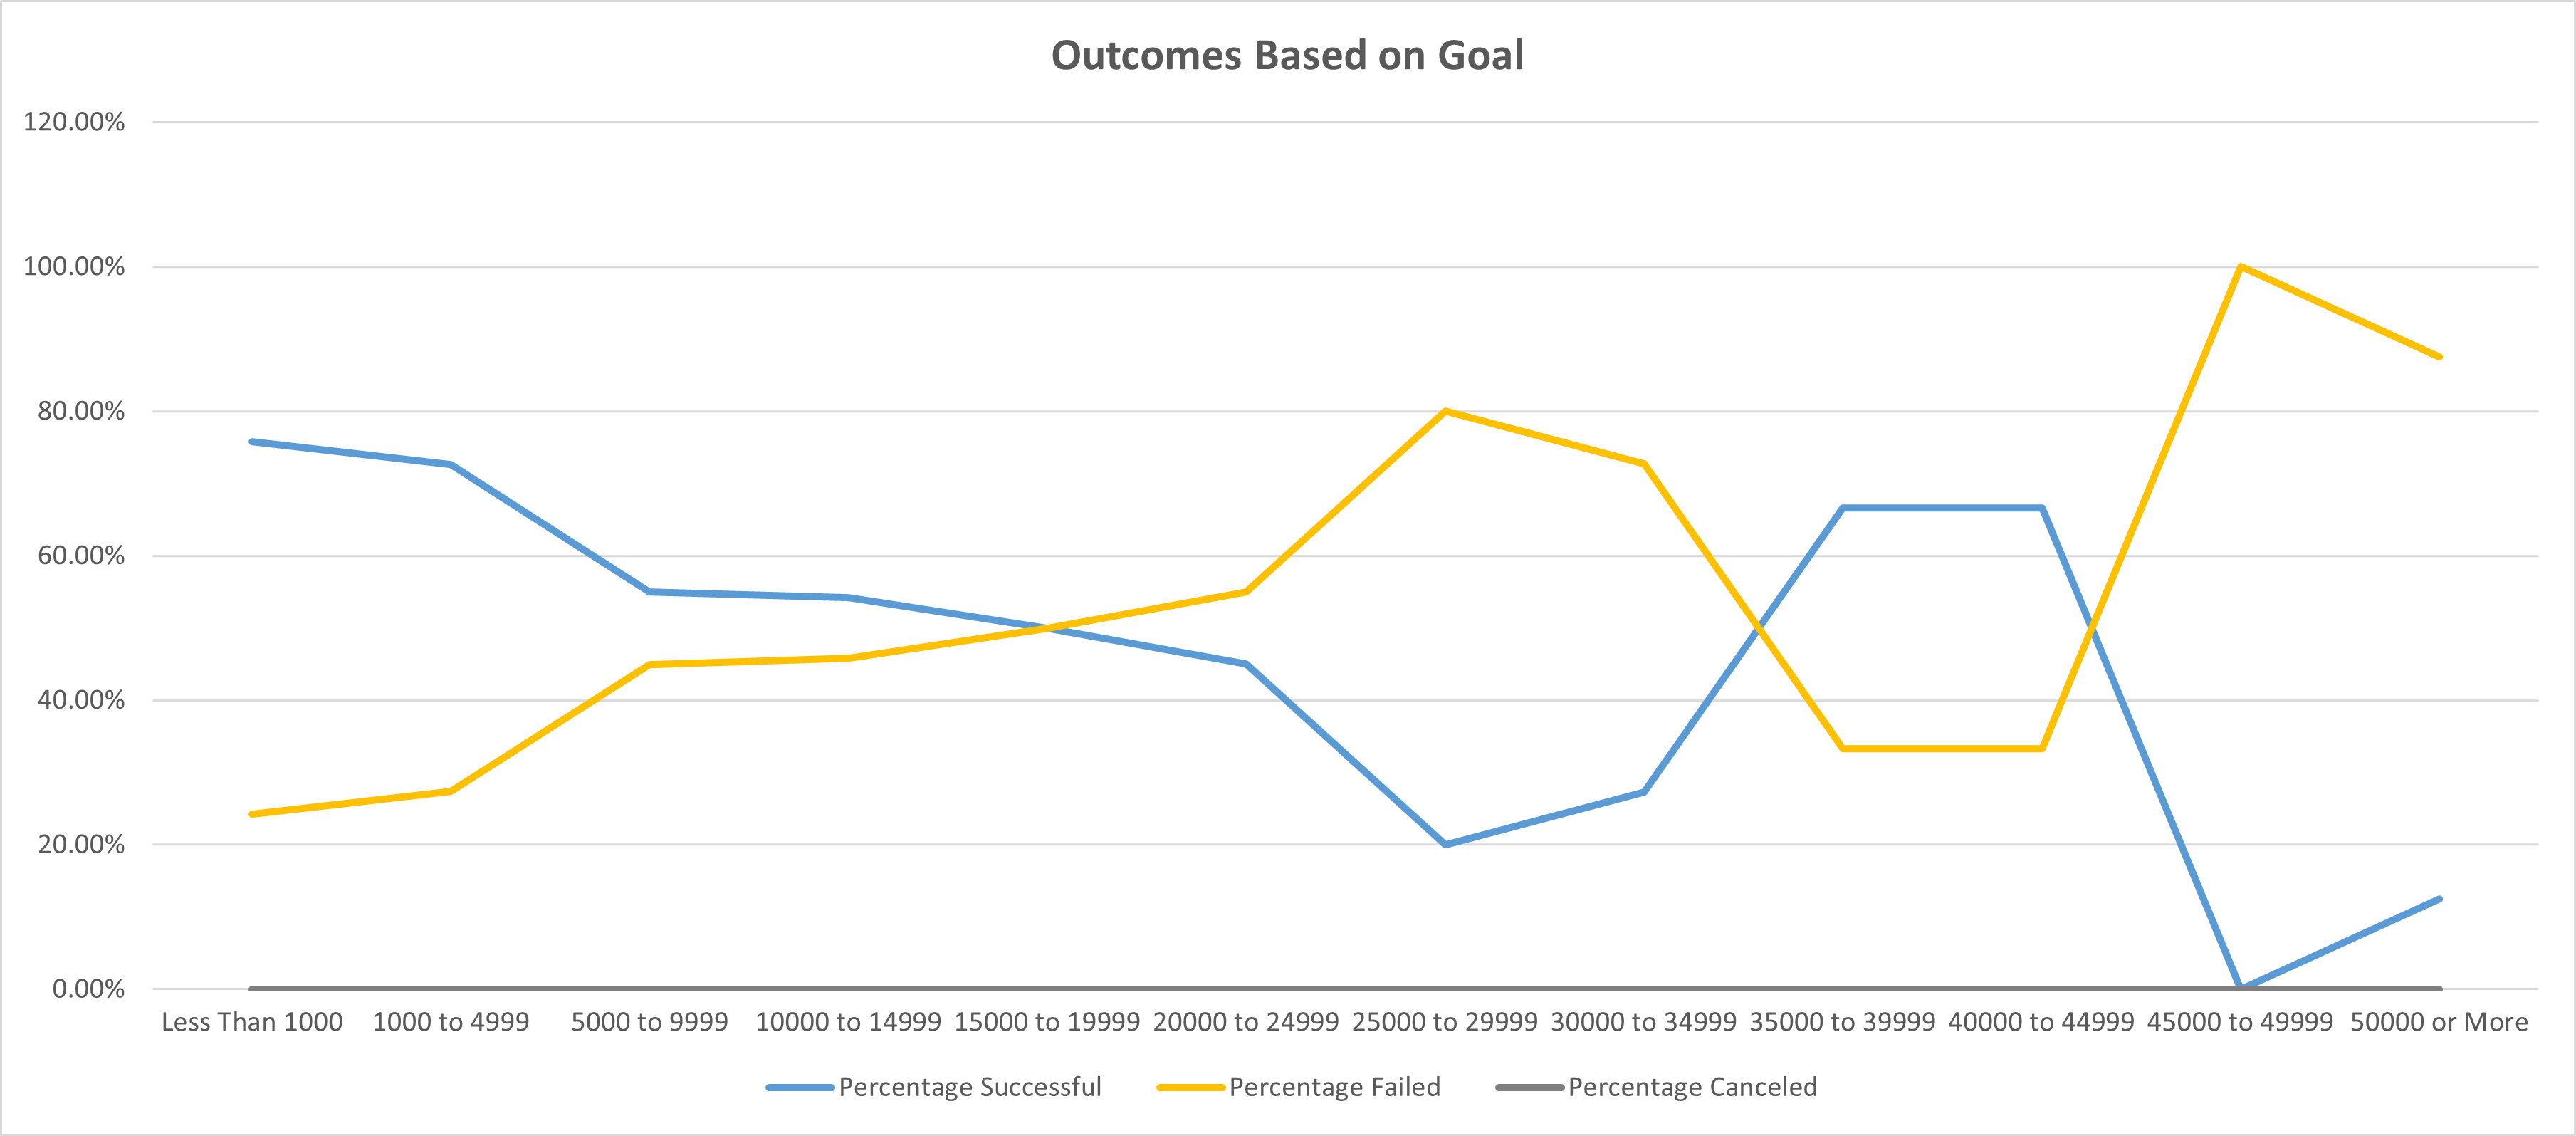 Outcomes Based on Goal
120.00%
100.00%
80.00%
60.00%
40.00%
20.00%
0.00%
Less Than 1000 1000 to 4999 5000 to 9999 10000 to 14999 15000 to 19999 20000 to 24999 25000 to 29999 30000 to 34999 35000 to 39999 40000 to 44999 45000 to 49999 50000 or More
Percentage Successful Percentage Failed Percentage Canceled